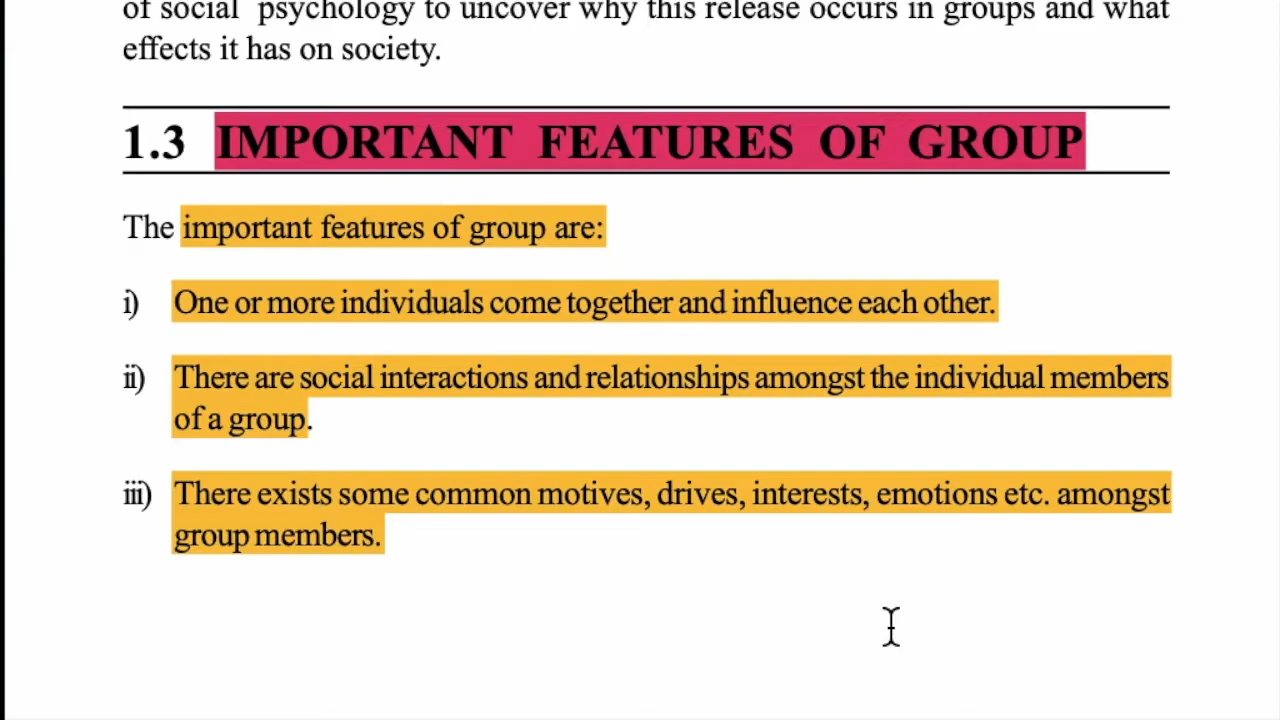 of social psychology to uncover why this release occurs in groups and what
effects it has on society.
1.3 IMPORTANT FEATURES OF GROUP
The important features of group are:
i) One or more individuals come together and influence each other.
ii) There are social interactions and relationships amongst the individual members
of a group.
iii) There exists some common motives, drives, interests, emotions etc. amongst
group members.